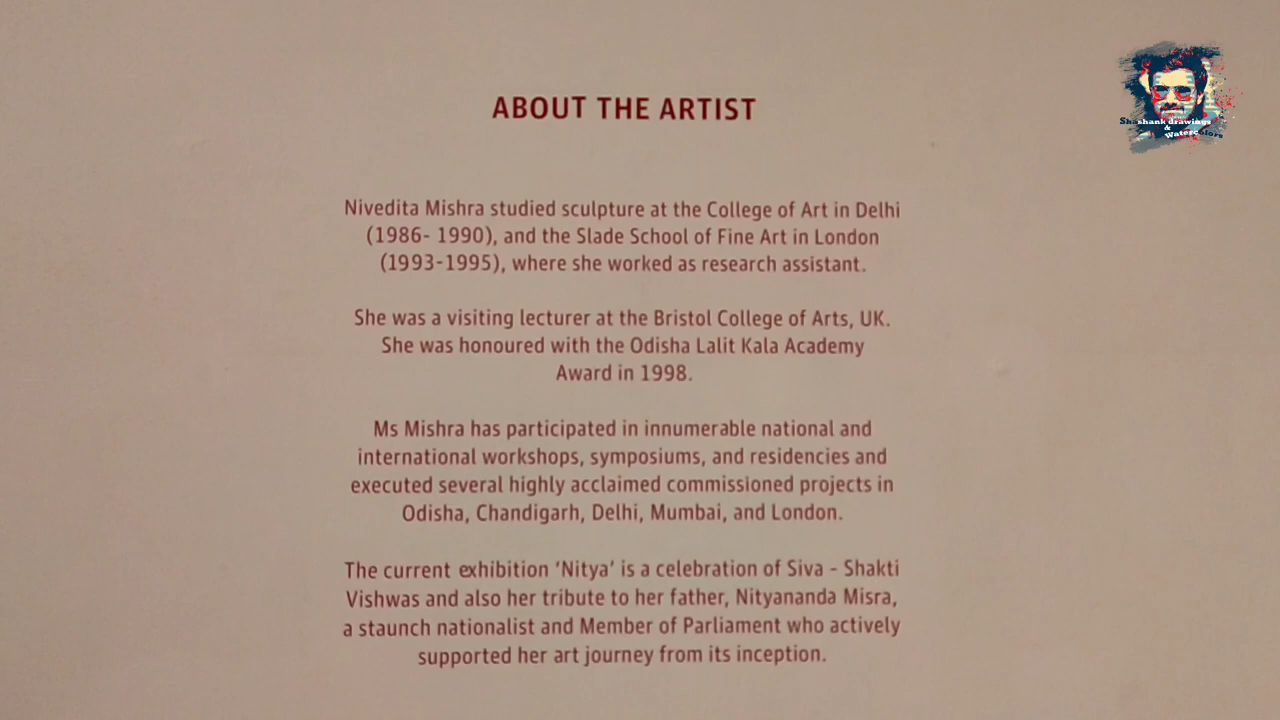 ABOUT THE ARTIST
Nivedita Mishra studied sculpture at the College of Art in Delhi
(1986- 1990), and the Slade School of Fine Art in London
(1993-1995), where she worked as research assistant.
She was a visiting lecturer at the Bristol College of Arts, UK.
She was honoured with the Odisha Lalit Kala Academy
Award in 1998.
Ms Mishra has participated in innumerable national and
international workshops, symposiums, and residencies and
executed several highly acclaimed commissioned projects in
Odisha, Chandigarh, Delhi, Mumbai, and London.
The current exhibition ‘Nitya’ is a celebration of Siva - Shakti
Vishwas and also her tribute to her father, Nityananda Misra,
a staunch nationalist and Member of Parliament who actively
supported her art journey from its inception.
Shashank drawings
&
Watercolors